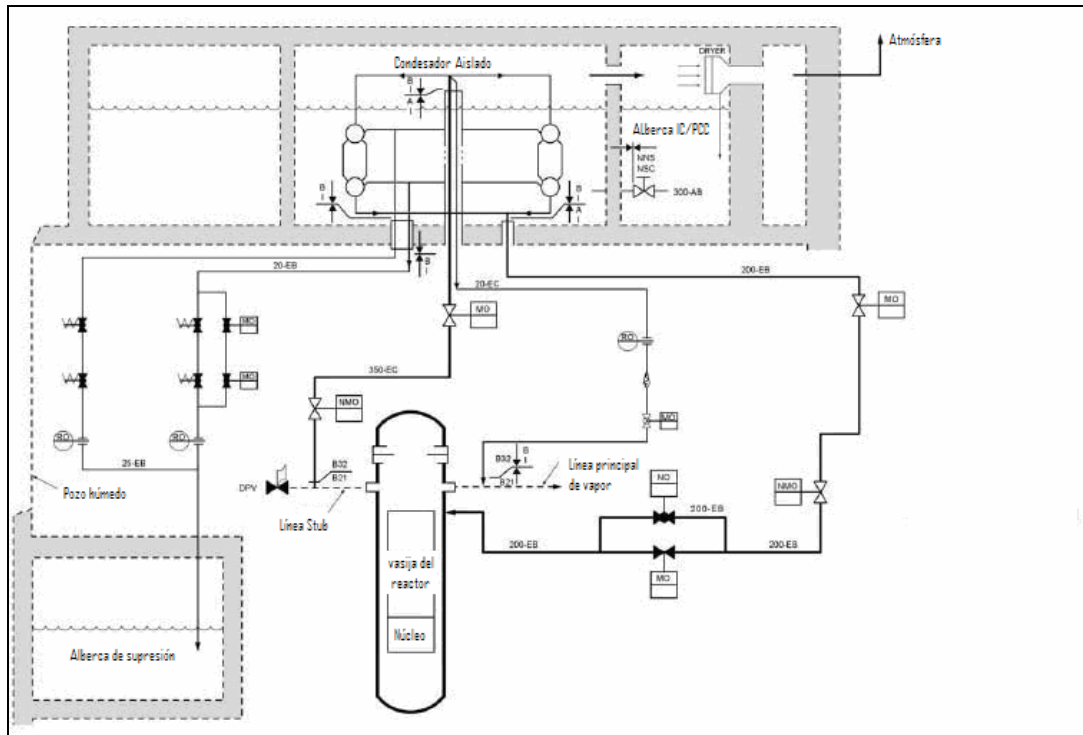 Atmósfera
DRYER
Condesador Aislado
B
I
A
I
Alberca IC/PCC
NNS
NSC
300-AB
B
I
A
I
B
I
A
I
B
I
20-EB
20-EC
200-EB
MO
MO
MO
RO
350-EC
MO
NMO
MO
RO
RO
B32
B21
B32
B21
B
I
25-EB
DPV
Línea principal
de vapor
NO
NMO
Pozo húmedo
Línea Stub
200-EB
200-EB
200-EB
vasija del
reactor
MO
Núcleo
Alberca de supresión